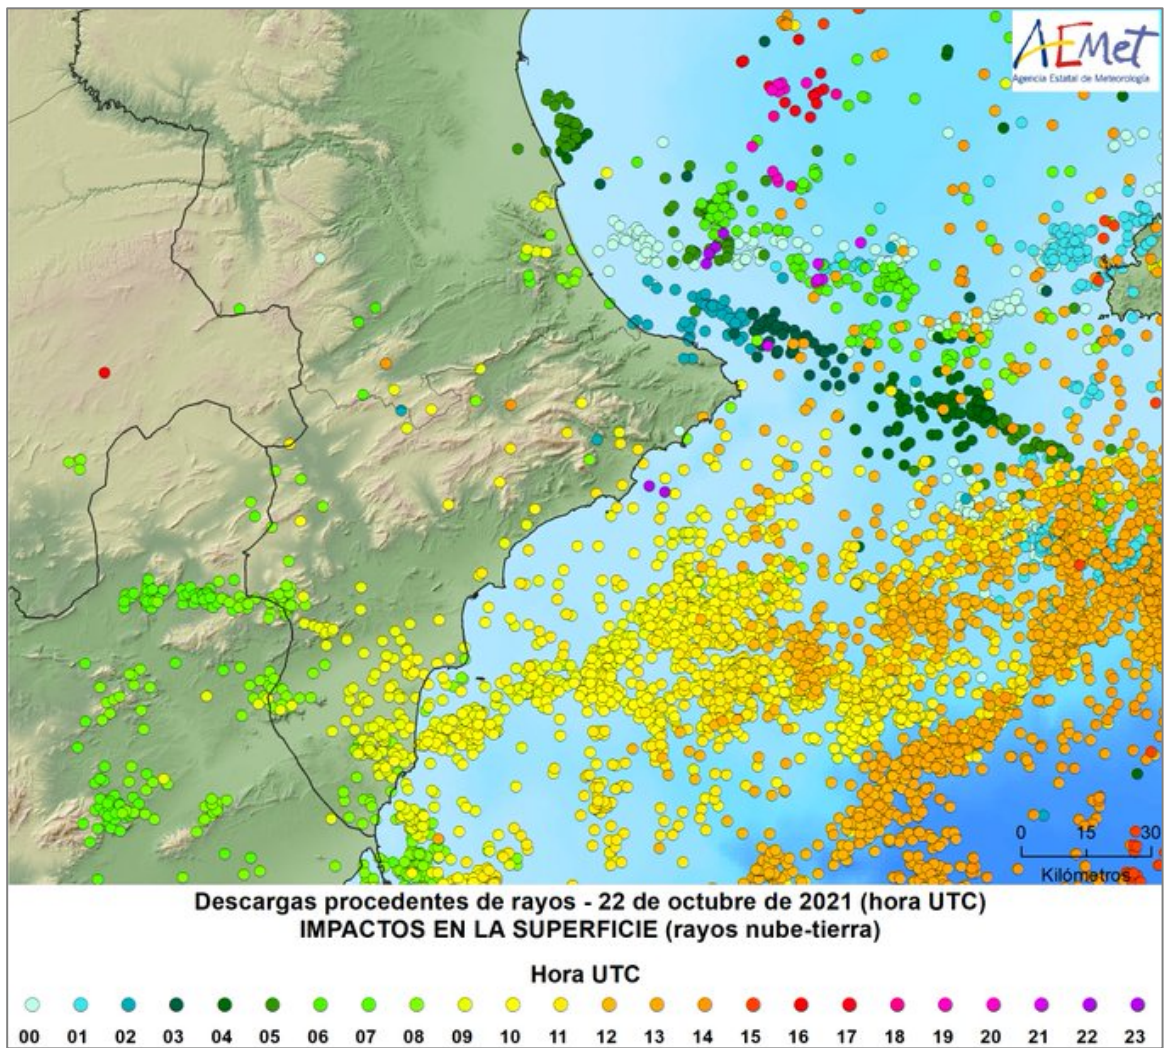 AEMet
Agencia Estatal de Meteorología
0 15 30
Kilómetros
Descargas procedentes de rayos - 22 de octubre de 2021 (hora UTC)
IMPACTOS EN LA SUPERFICIE (rayos nube-tierra)
Hora UTC
00 01 02 03 04 05 06 07 08 09 10 11 12 13 14 15 16 17 18 19 20 21 22 23